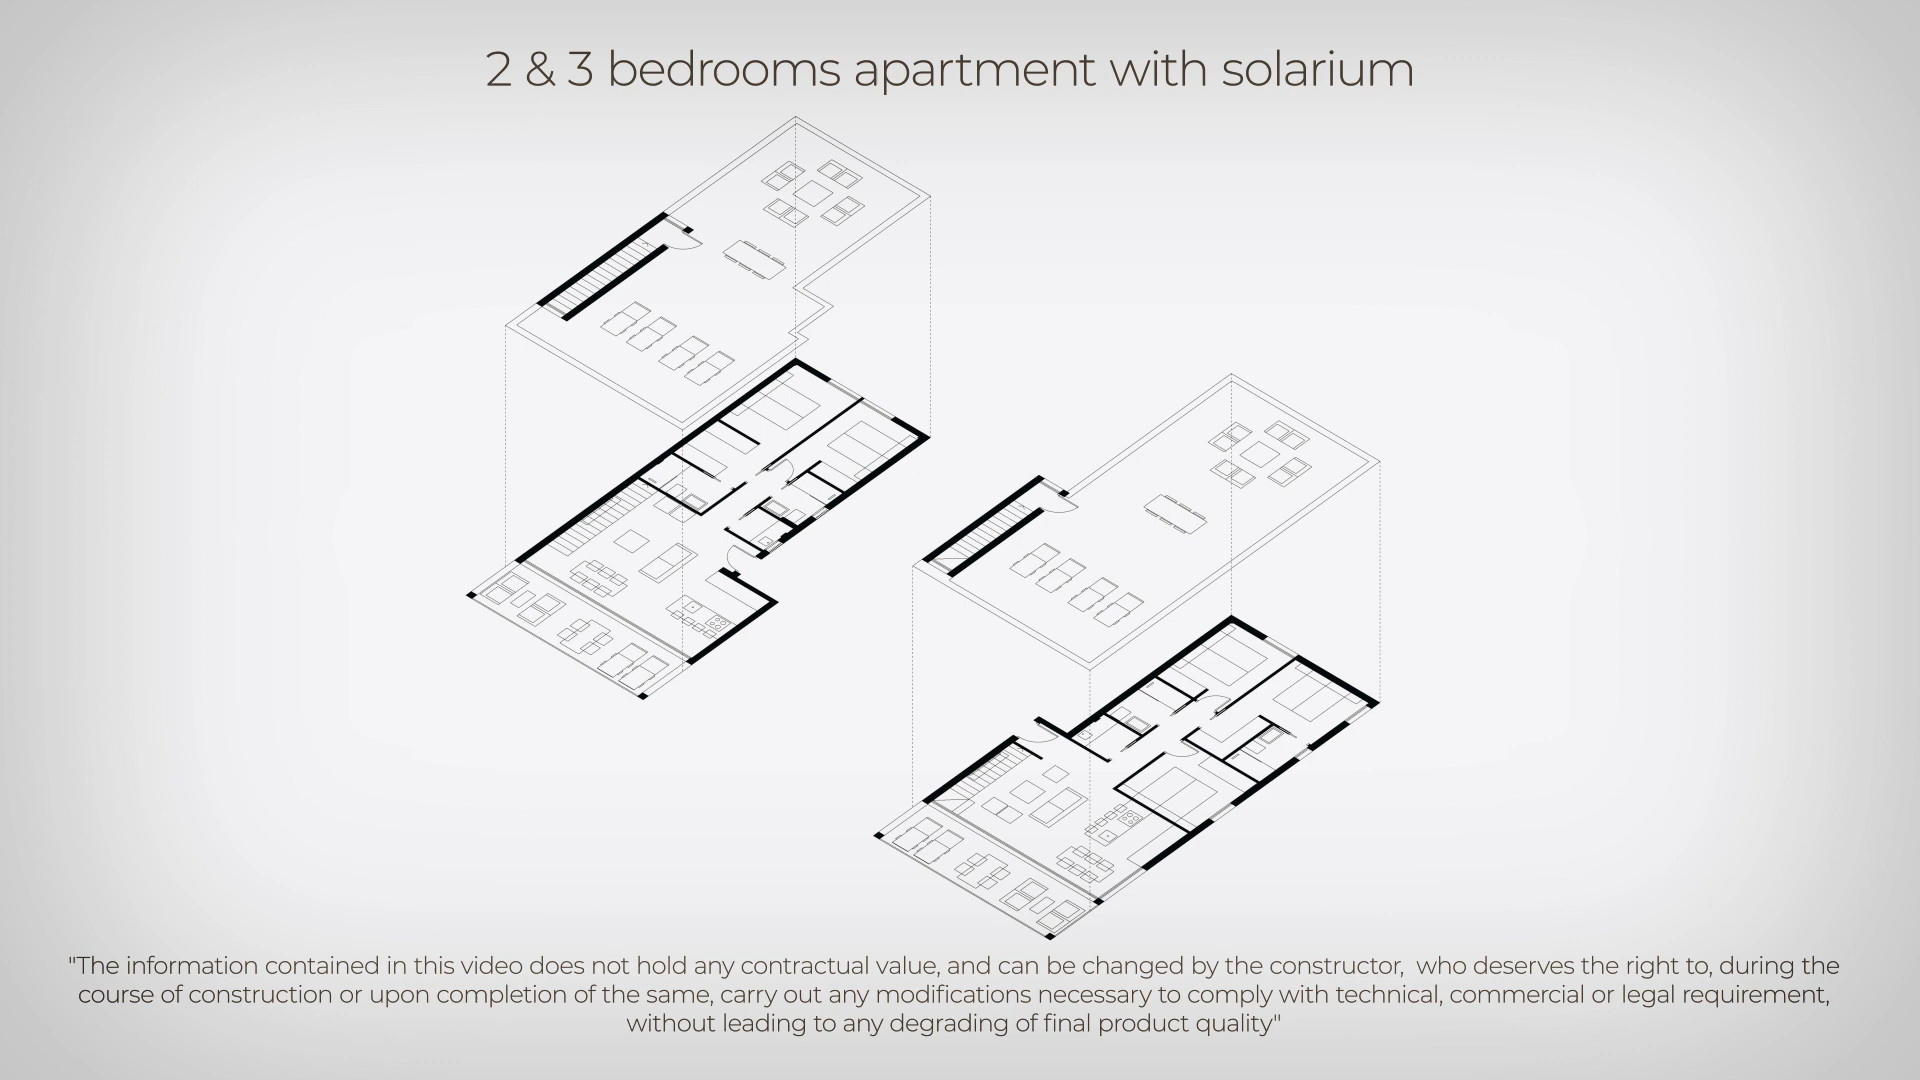 2 & 3 bedrooms apartment with solarium
"The information contained in this video does not hold any contractual value, and can be changed by the constructor,  who deserves the right to, during the
course of construction or upon completion of the same, carry out any modifications necessary to comply with technical, commercial or legal requirement,
without leading to any degrading of final product quality"